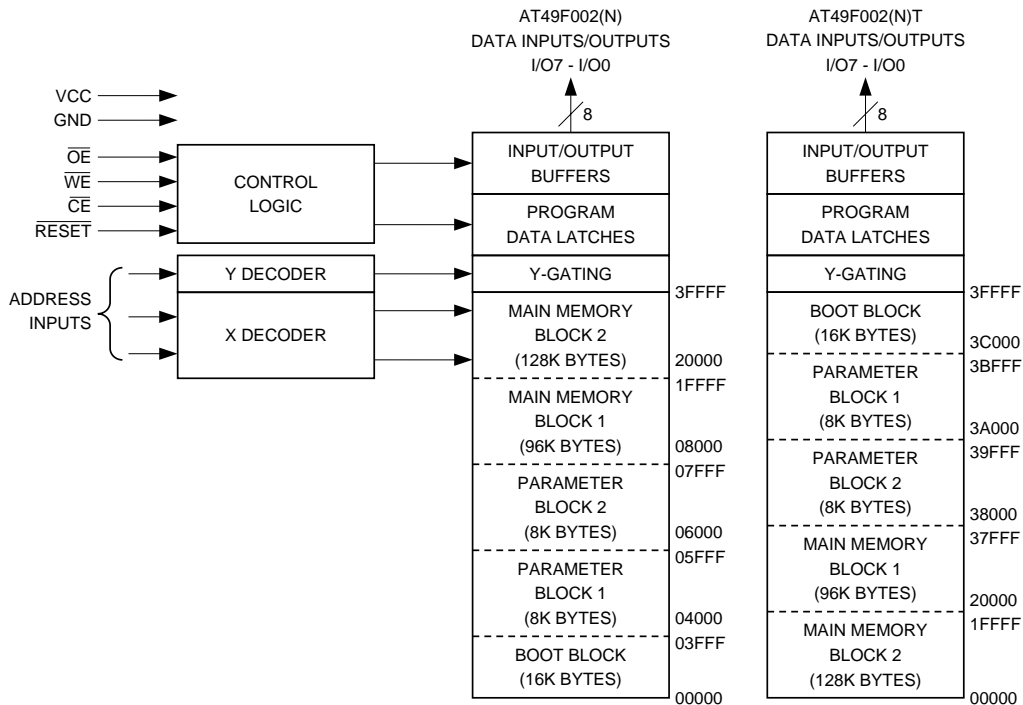 AT49F002(N)
DATA INPUTS/OUTPUTS
I/O7 - I/O0
8
AT49F002(N)T
DATA INPUTS/OUTPUTS
I/O7 - I/O0
8
VCC
GND
OE
WE
CE
RESET
ADDRESS
INPUTS
CONTROL
LOGIC
Y DECODER
X DECODER
INPUT/OUTPUT
BUFFERS
PROGRAM
DATA LATCHES
Y-GATING
3FFFF
MAIN MEMORY
BLOCK 2
(128K BYTES)
20000
1FFFF
MAIN MEMORY
BLOCK 1
(96K BYTES)
08000
07FFF
PARAMETER
BLOCK 2
(8K BYTES)
06000
05FFF
PARAMETER
BLOCK 1
(8K BYTES)
04000
03FFF
BOOT BLOCK
(16K BYTES)
00000
INPUT/OUTPUT
BUFFERS
PROGRAM
DATA LATCHES
Y-GATING
3FFFF
BOOT BLOCK
(16K BYTES)
3C000
3BFFF
PARAMETER
BLOCK 1
(8K BYTES)
3A000
39FFF
PARAMETER
BLOCK 2
(8K BYTES)
38000
37FFF
MAIN MEMORY
BLOCK 1
(96K BYTES)
20000
1FFFF
MAIN MEMORY
BLOCK 2
(128K BYTES)
00000